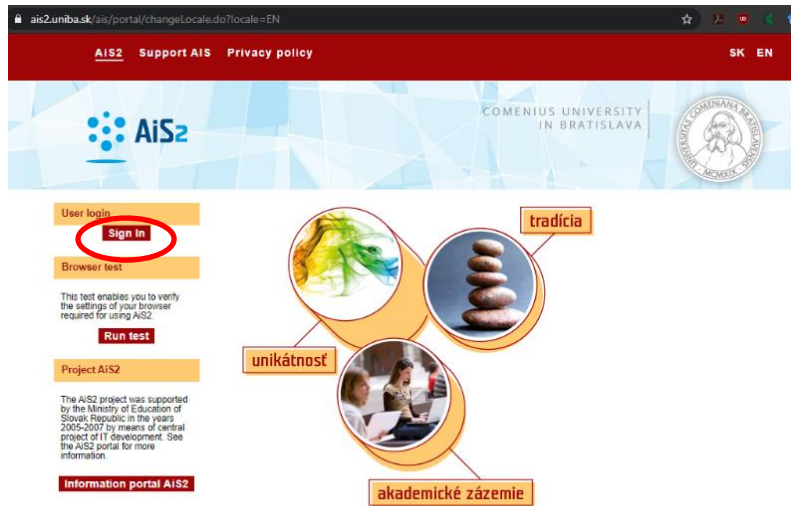 ais2.uniba.sk/ais/portal/changeLocale.do?locale=EN
AiS2 Support AIS Privacy policy SK EN
AiS2
COMENIUS UNIVERSITY
IN BRATISLAVA
User login
Sign In
Browser test
This test enables you to verify
the settings of your browser
required for using AiS2.
Run test
Project AiS2
The AiS2 project was supported
by the Ministry of Education of
Slovak Republic in the years
2005-2007 by means of central
project of IT development. See
the AiS2 portal for more
information.
Information portal AiS2
tradícia
unikátnosť
akademické zázemie